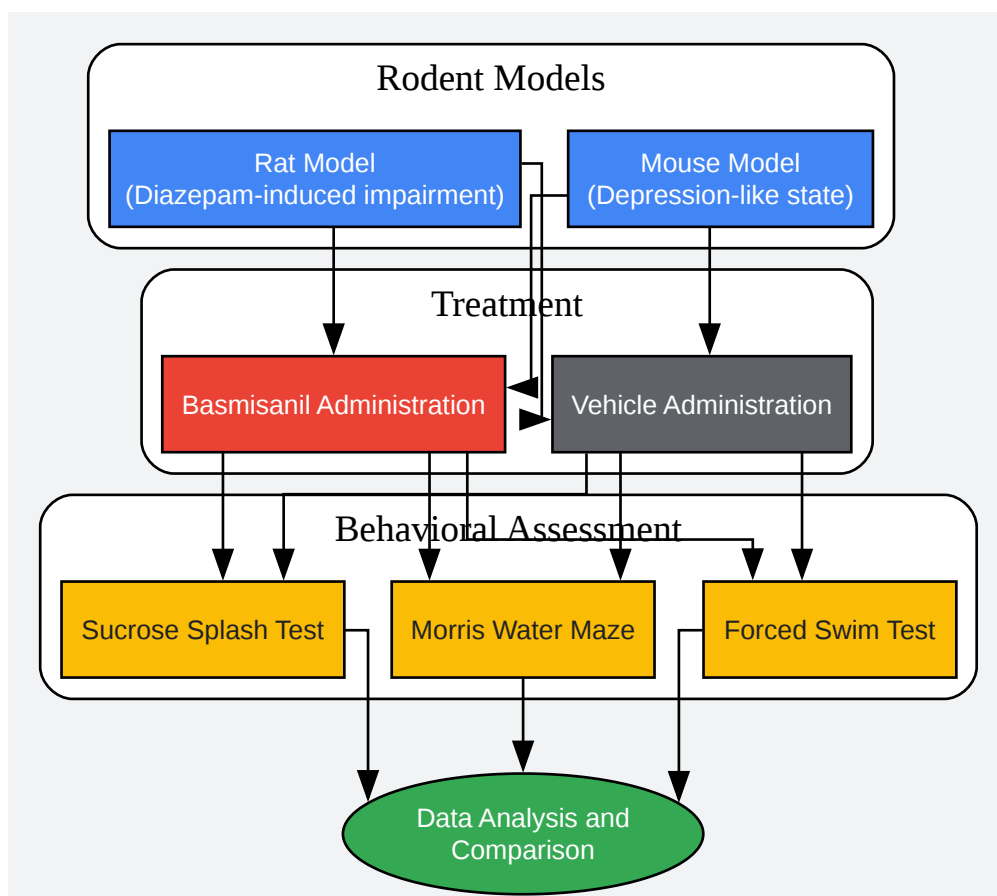 Rodent Models
Rat Model
(Diazepam-induced impairment)
Mouse Model
(Depression-like state)
Treatment
Basmisanil Administration
Vehicle Administration
Behavioral Assessment
Sucrose Splash Test
Morris Water Maze
Forced Swim Test
Data Analysis and
Comparison